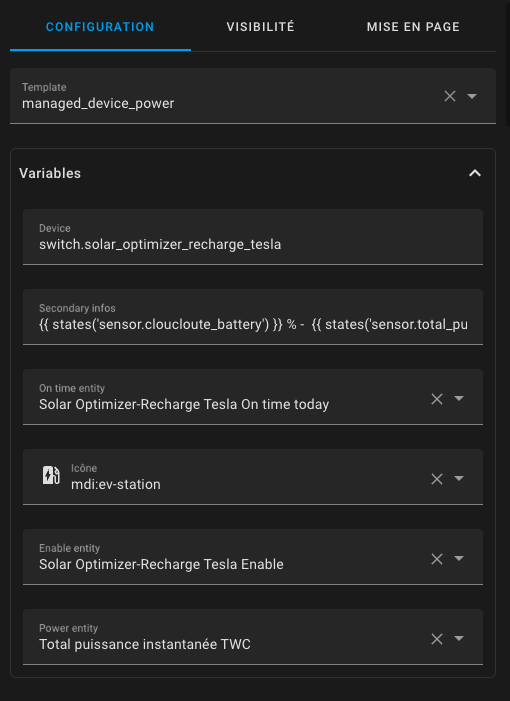 CONFIGURATION VISIBILITÉ MISE EN PAGE
Template
managed_device_power
Variables
Device
switch.solar_optimizer_recharge_tesla
Secondary infos
{{ states('sensor.cloucloute_battery') }} % -  {{ states('sensor.total_pu
On time entity
Solar Optimizer-Recharge Tesla On time today
Icône
mdi:ev-station
Enable entity
Solar Optimizer-Recharge Tesla Enable
Power entity
Total puissance instantanée TWC